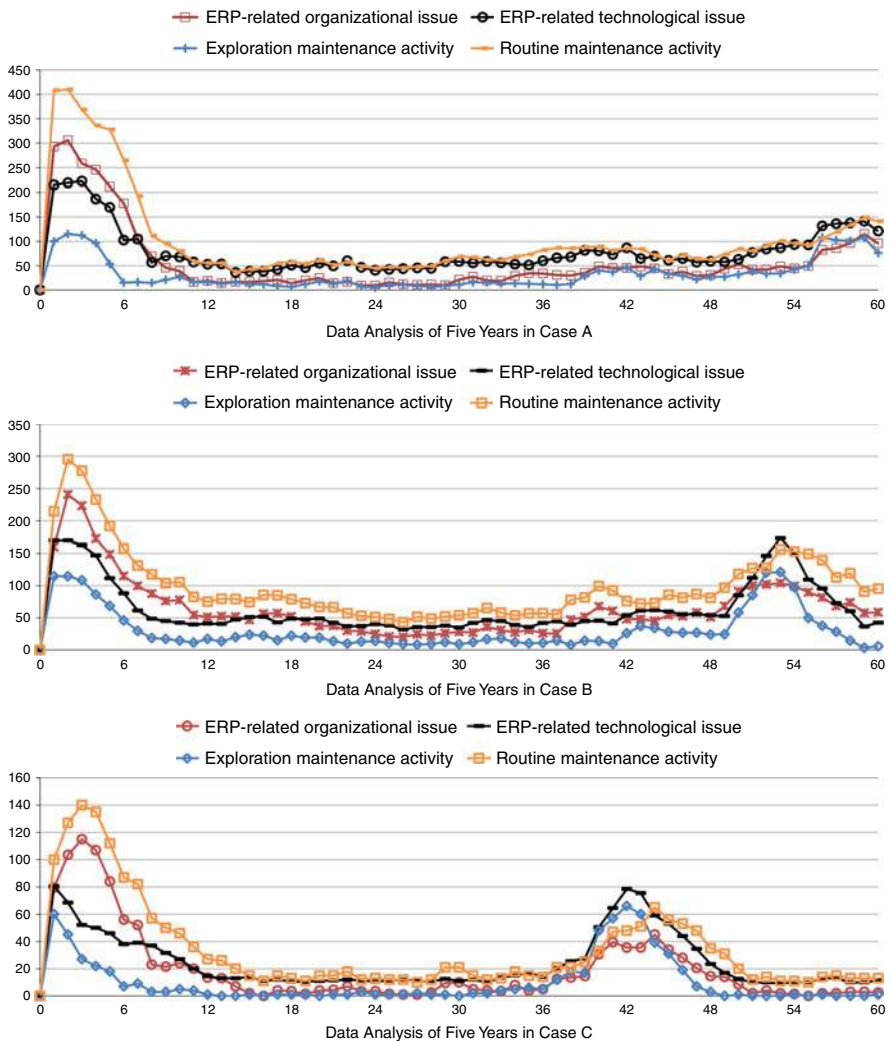 ERP-related organizational issue ERP-related technological issue
Exploration maintenance activity Routine maintenance activity
450
400
350
300
250
200
150
100
50
0
0 6 12 18 24 30 36 42 48 54 60
Data Analysis of Five Years in Case A
ERP-related organizational issue ERP-related technological issue
Exploration maintenance activity Routine maintenance activity
350
300
250
200
150
100
50
0
0 6 12 18 24 30 36 42 48 54 60
Data Analysis of Five Years in Case B
ERP-related organizational issue ERP-related technological issue
Exploration maintenance activity Routine maintenance activity
160
140
120
100
80
60
40
20
0
0 6 12 18 24 30 36 42 48 54 60
Data Analysis of Five Years in Case C